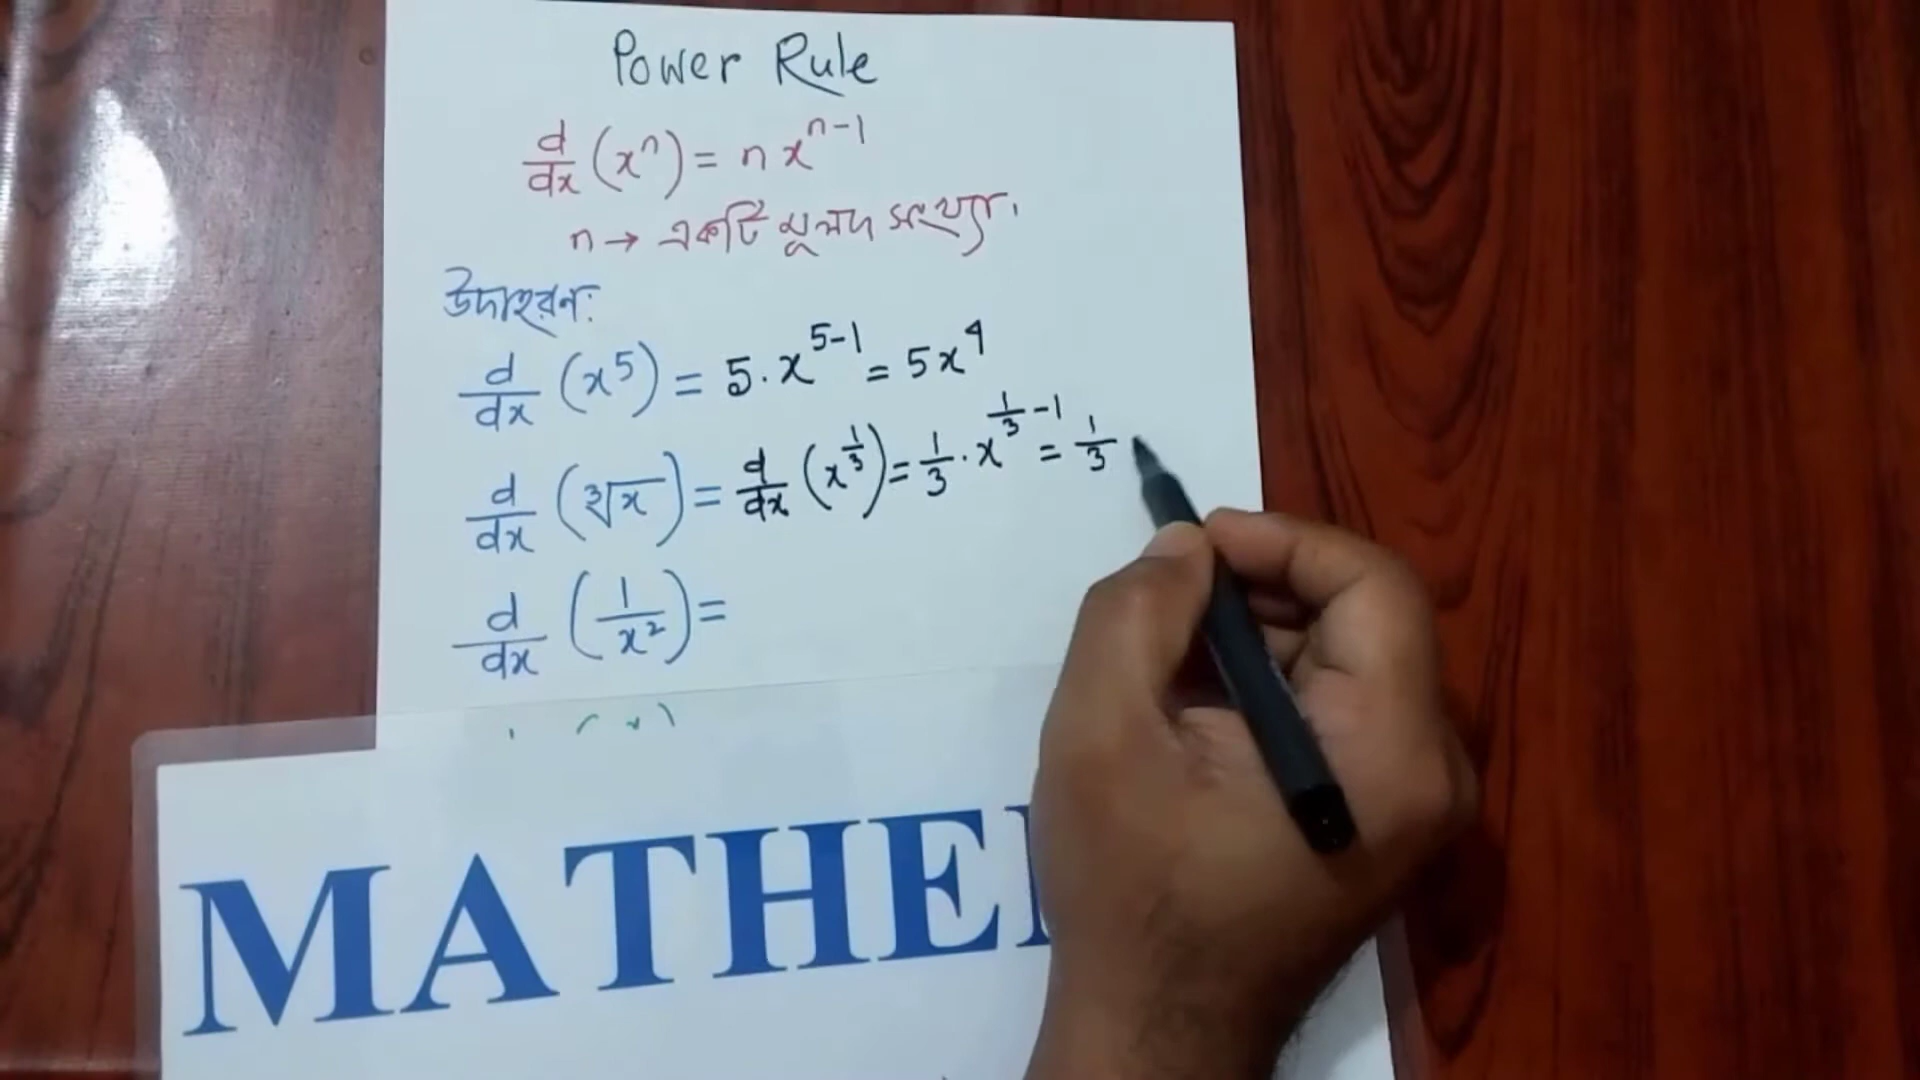 Power Rule
d/dx (xⁿ) = n xⁿ⁻¹
n → একটি মূলদ সংখ্যা।
উদাহরন:
d/dx (x⁵) = 5·x⁵⁻¹ = 5x⁴
d/dx (∛x) = d/dx (x^(1/3)) = 1/3 · x^(1/3 - 1) = 1/3
d/dx (1/x²) =
MATHE